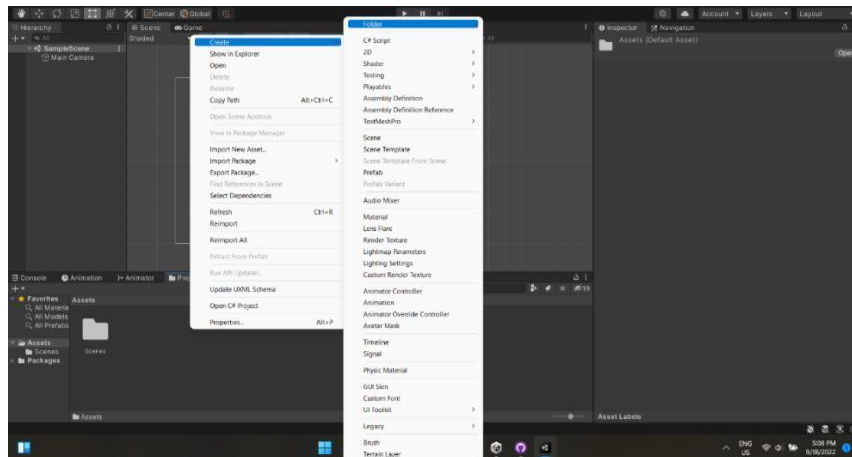 Center Global
Account Layers Layout
Hierarchy
Scene Game
Shaded
All
SampleScene
Main Camera
Create
Show in Explorer
Open
Delete
Rename
Copy Path Alt+Ctrl+C
Open Scene Additive
View in Package Manager
Import New Asset...
Import Package
Export Package...
Find References In Scene
Select Dependencies
Refresh Ctrl+R
Reimport
Reimport All
Extract From Prefab
Run API Updater...
Update UXML Schema
Open C# Project
Properties... Alt+P
Folder
C# Script
2D
Shader
Testing
Playables
Assembly Definition
Assembly Definition Reference
TextMeshPro
Scene
Scene Template
Scene Template From Scene
Prefab
Prefab Variant
Audio Mixer
Material
Lens Flare
Render Texture
Lightmap Parameters
Lighting Settings
Custom Render Texture
Animator Controller
Animation
Animator Override Controller
Avatar Mask
Timeline
Signal
Physic Material
GUI Skin
Custom Font
UI Toolkit
Legacy
Brush
Terrain Layer
Inspector Navigation
Assets (Default Asset)
Open
Console Animation Animator Proj
19
Favorites
All Materia
All Models
All Prefabs
Assets
Scenes
Packages
Assets
Scenes
Assets
Asset Labels
ENG
US
5:08 PM
9/18/2022